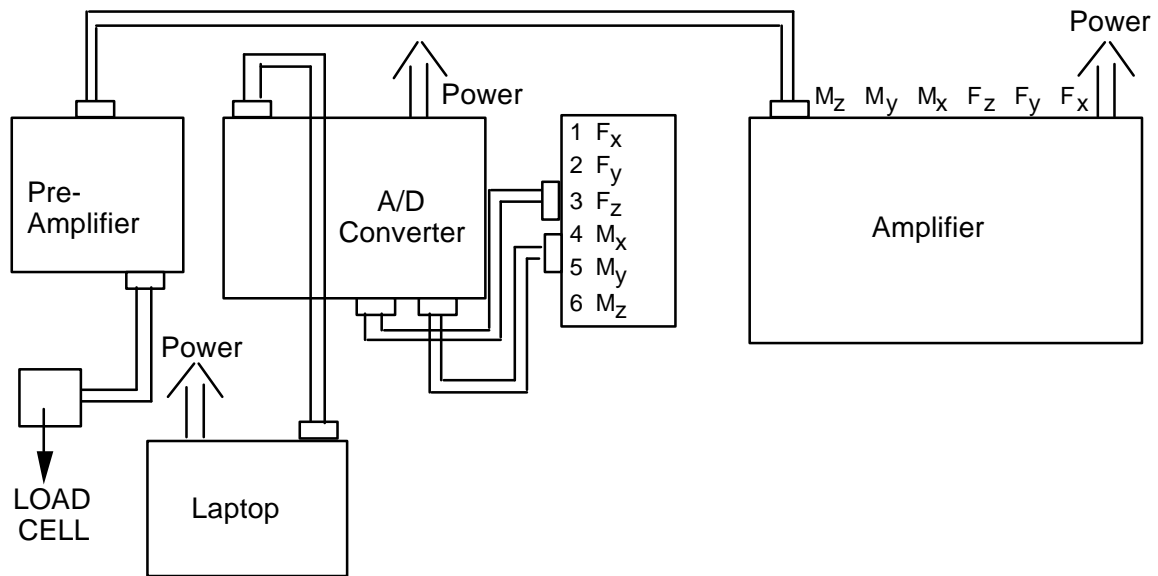 Power
Power
Mz My Mx Fz Fy Fx
1 Fx
2 Fy
3 Fz
4 Mx
5 My
6 Mz
Pre-
Amplifier
A/D
Converter
Amplifier
Power
LOAD
CELL
Laptop